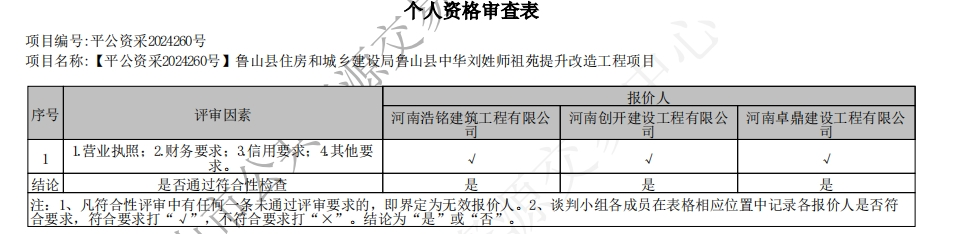 个人资格审查表
项目编号:平公资采2024260号
项目名称:【平公资采2024260号】鲁山县住房和城乡建设局鲁山县中华刘姓师祖苑提升改造工程项目
序号
评审因素
报价人
河南浩铭建筑工程有限公
司
河南创开建设工程有限公
司
河南卓鼎建设工程有限公
司
1
1.营业执照；2.财务要求；3.信用要求；4.其他要
求。
√
√
√
结论
是否通过符合性检查
是
是
是
注：1、凡符合性评审中有任何一条未通过评审要求的，即界定为无效报价人。2、谈判小组各成员在表格相应位置中记录各报价人是否符
合要求，符合要求打“√”，不符合要求打“×”。结论为“是”或“否”。